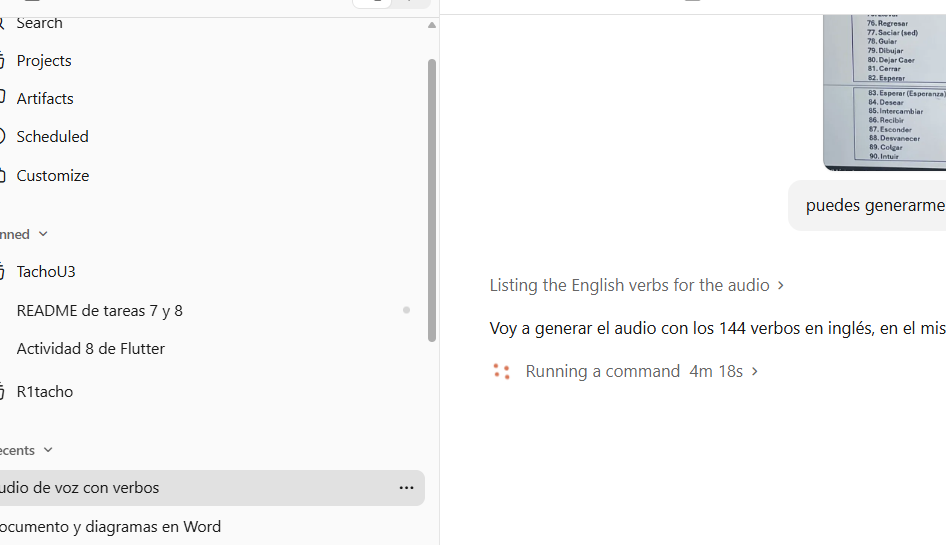 Search
Projects
Artifacts
Scheduled
Customize
nned
TachoU3
README de tareas 7 y 8
Actividad 8 de Flutter
R1tacho
ecents
udio de voz con verbos
ocumento y diagramas en Word
76. Regresar
77. Saciar (sed)
78. Guiar
79. Dibujar
80. Dejar Caer
81. Cerrar
82. Esperar
83. Esperar (Esperanza)
84. Desear
85. Intercambiar
86. Recibir
87. Esconder
88. Desvanecer
89. Colgar
90. Intuir
puedes generarme
Listing the English verbs for the audio
Voy a generar el audio con los 144 verbos en inglés, en el mis
Running a command 4m 18s